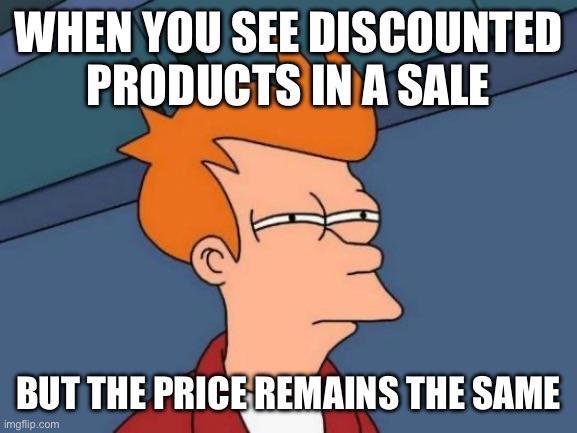 WHEN YOU SEE DISCOUNTED
PRODUCTS IN A SALE
BUT THE PRICE REMAINS THE SAME
imgflip.com